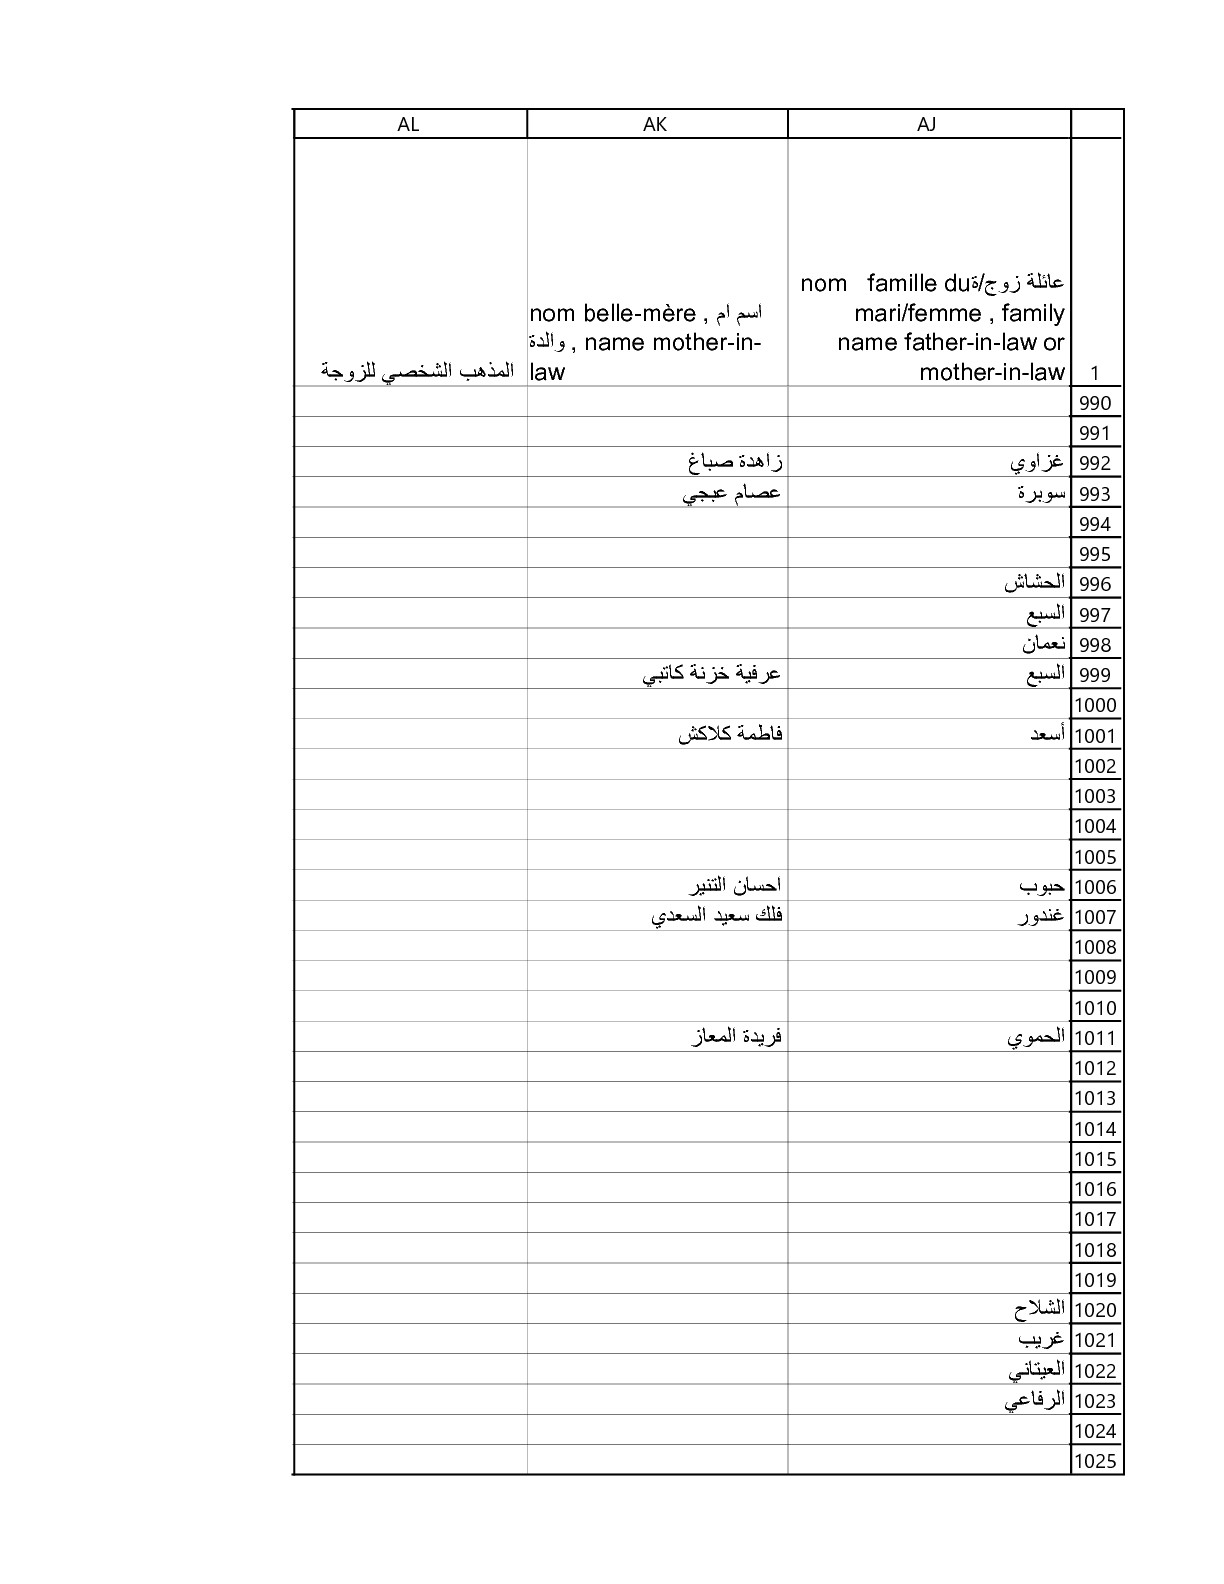 AJ AK AL
عائلة زوج/ة nom famille du
mari/femme , family
name father-in-law or
mother-in-law
nom belle-mère , اسم ام
والدة , name mother-in-
law
المذهب الشخصي للزوجة
1
990
991
992 غزاوي زاهدة صباغ
993 سوبرة عصام عبجي
994
995
996 الحشاش
997 السبع
998 نعمان
999 السبع عرفية خزنة كاتبي
1000
1001 أسعد فاطمة كلاكش
1002
1003
1004
1005
1006 حبوب احسان التنير
1007 غندور فلك سعيد السعدي
1008
1009
1010
1011 الحموي فريدة المعاز
1012
1013
1014
1015
1016
1017
1018
1019
1020 الشلاح
1021 غريب
1022 العيتاني
1023 الرفاعي
1024
1025